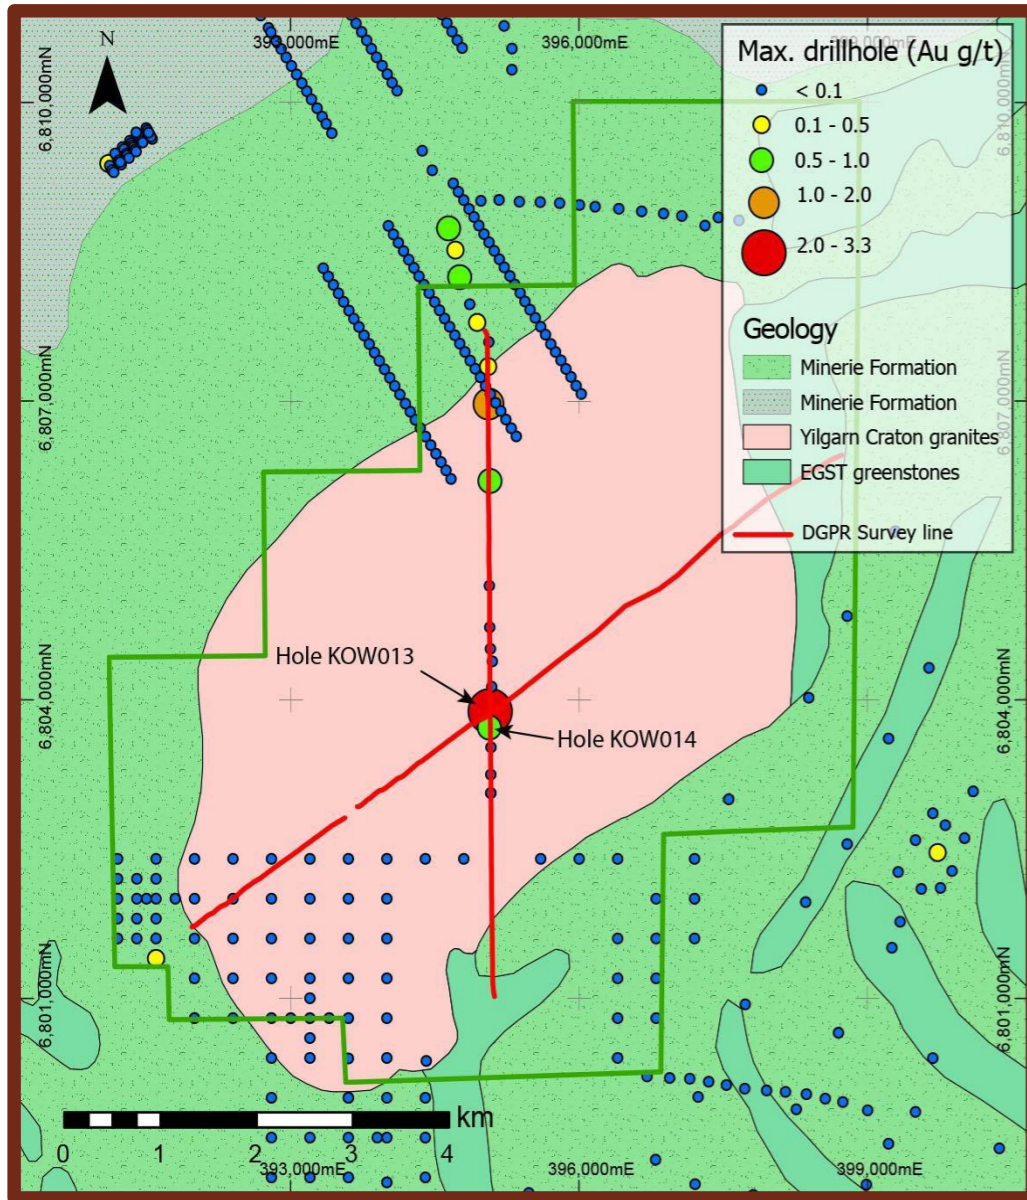 393,000mE
396,000mE
399,000mE
N
6,810,000mN
6,810,000mN
Max. drillhole (Au g/t)
< 0.1
0.1 - 0.5
0.5 - 1.0
1.0 - 2.0
2.0 - 3.3
Geology
Minerie Formation
Minerie Formation
Yilgarn Craton granites
EGST greenstones
DGPR Survey line
6,807,000mN
6,807,000mN
Hole KOW013
Hole KOW014
6,804,000mN
6,804,000mN
6,801,000mN
6,801,000mN
km
0
1
2
3
4
393,000mE
396,000mE
399,000mE